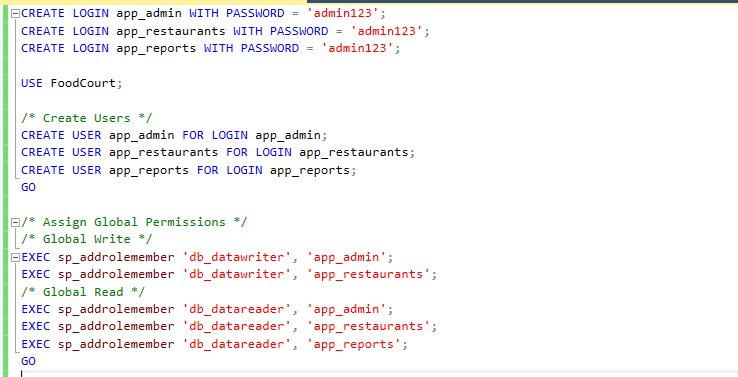 CREATE LOGIN app_admin WITH PASSWORD = 'admin123';
CREATE LOGIN app_restaurants WITH PASSWORD = 'admin123';
CREATE LOGIN app_reports WITH PASSWORD = 'admin123';
USE FoodCourt;
/* Create Users */
CREATE USER app_admin FOR LOGIN app_admin;
CREATE USER app_restaurants FOR LOGIN app_restaurants;
CREATE USER app_reports FOR LOGIN app_reports;
GO
/* Assign Global Permissions */
/* Global Write */
EXEC sp_addrolemember 'db_datawriter', 'app_admin';
EXEC sp_addrolemember 'db_datawriter', 'app_restaurants';
/* Global Read */
EXEC sp_addrolemember 'db_datareader', 'app_admin';
EXEC sp_addrolemember 'db_datareader', 'app_restaurants';
EXEC sp_addrolemember 'db_datareader', 'app_reports';
GO